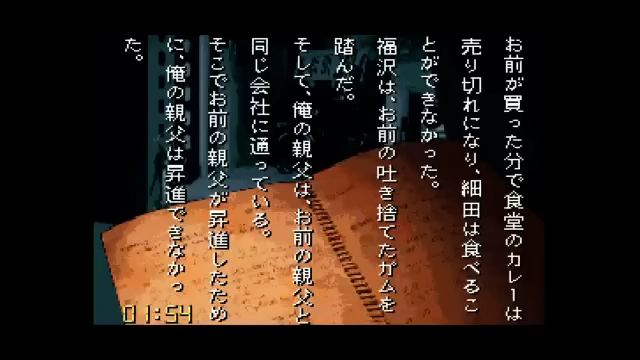 お前が買った分で食堂のカレーは
売り切れになり、細田は食べるこ
とができなかった。
福沢は、お前の吐き捨てたガムを
踏んだ。
そして、俺の親父は、お前の親父と
同じ会社に通っている。
そこでお前の親父が昇進したため
に、俺の親父は昇進できなかっ
た。
01:54